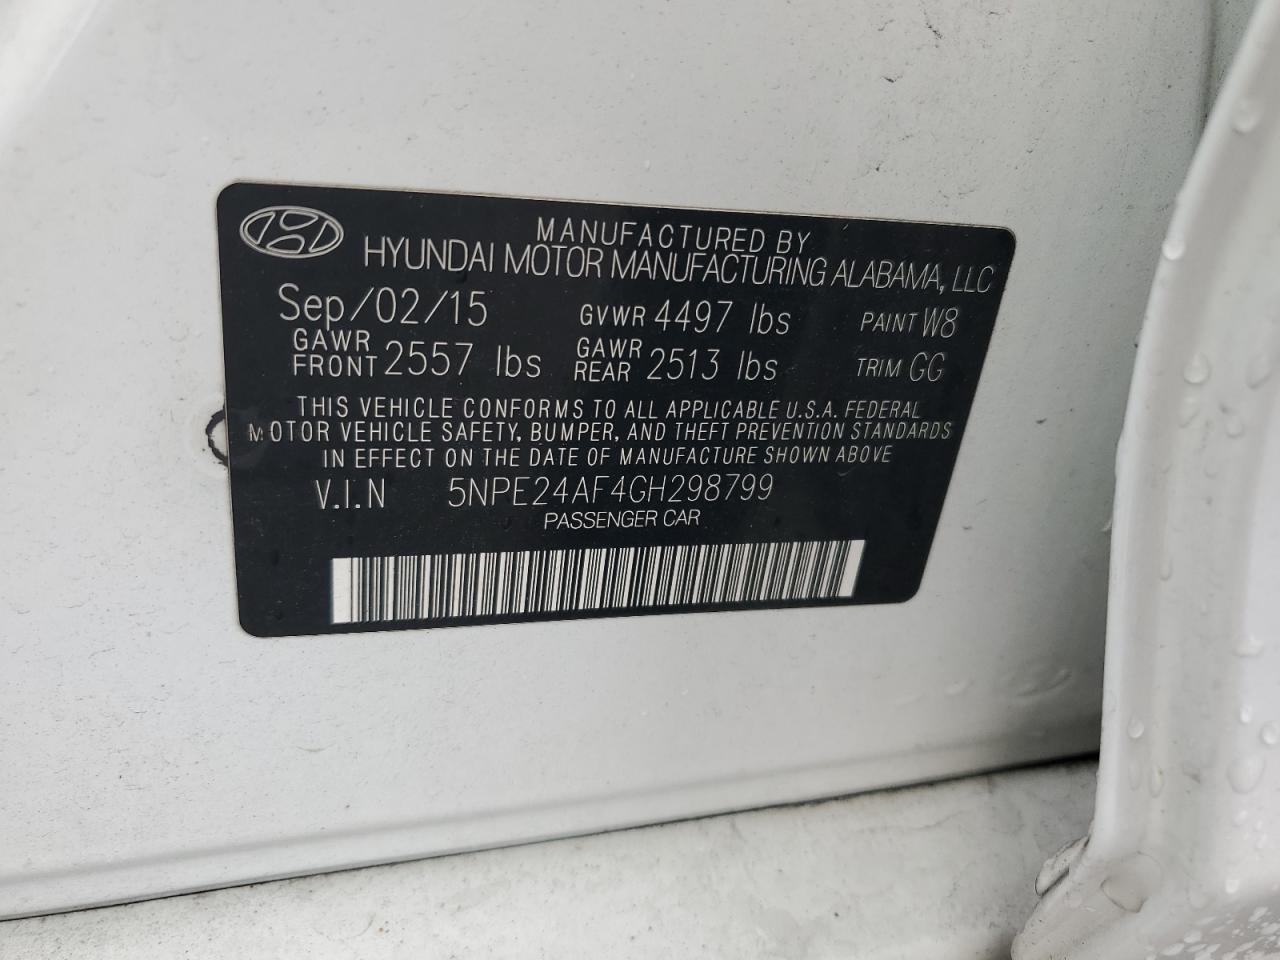 MANUFACTURED BY
HYUNDAI MOTOR MANUFACTURING ALABAMA, LLC
Sep/02/15 GVWR 4497 lbs PAINT W8
GAWR FRONT 2557 lbs GAWR REAR 2513 lbs TRIM GG
THIS VEHICLE CONFORMS TO ALL APPLICABLE U.S.A. FEDERAL
MOTOR VEHICLE SAFETY, BUMPER, AND THEFT PREVENTION STANDARDS
IN EFFECT ON THE DATE OF MANUFACTURE SHOWN ABOVE
V.I.N 5NPE24AF4GH298799
PASSENGER CAR